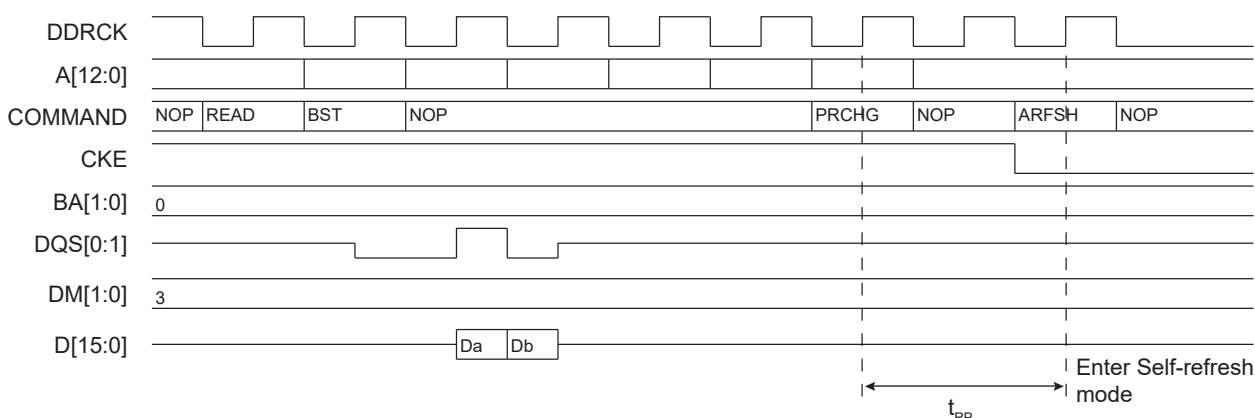 DDRCK
A[12:0]
COMMAND NOP READ BST NOP PRCHG NOP ARFSH NOP
CKE
BA[1:0] 0
DQS[0:1]
DM[1:0] 3
D[15:0] Da Db
Enter Self-refresh
mode
tRP